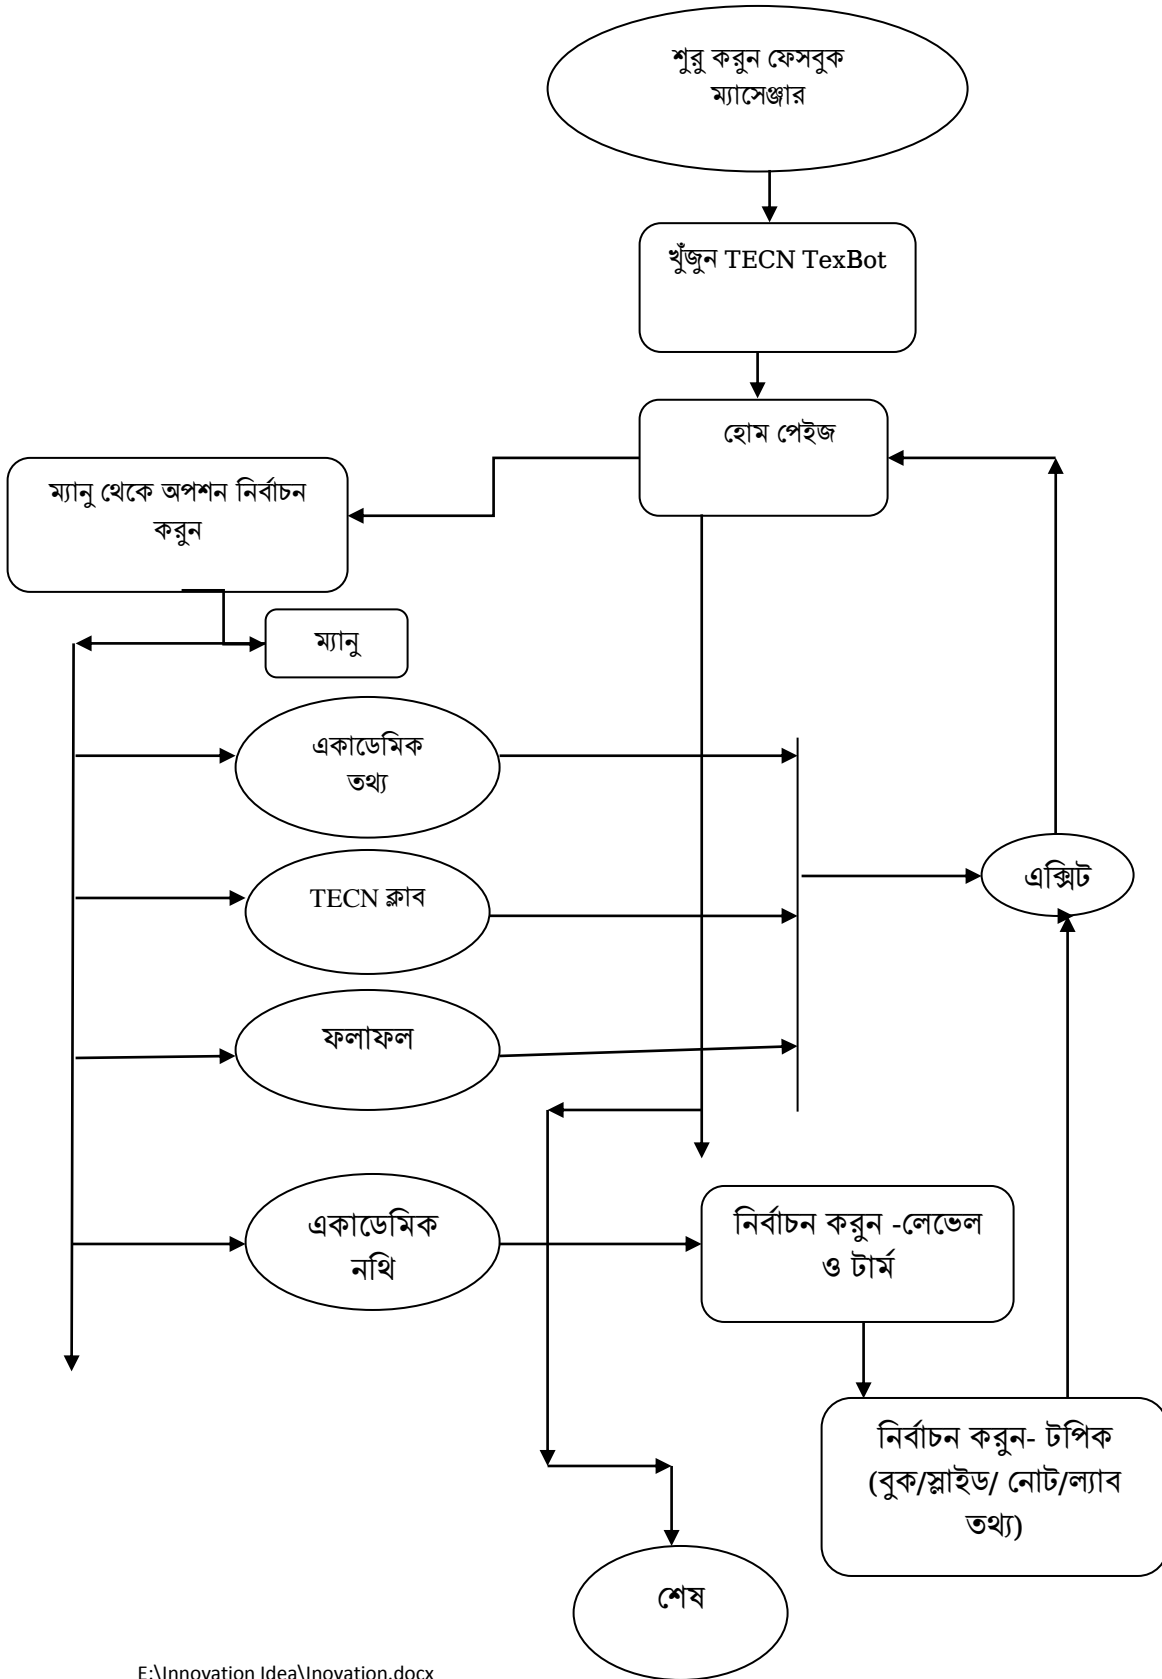 শুরু করুন ফেসবুক
ম্যাসেঞ্জার
খুঁজুন TECN TexBot
হোম পেইজ
ম্যানু থেকে অপশন নির্বাচন
করুন
ম্যানু
একাডেমিক
তথ্য
TECN ক্লাব
ফলাফল
এক্সিট
একাডেমিক
নথি
নির্বাচন করুন -লেভেল
ও টার্ম
নির্বাচন করুন- টপিক
(বুক/স্লাইড/ নোট/ল্যাব
তথ্য)
শেষ
E:\Innovation Idea\Inovation.docx